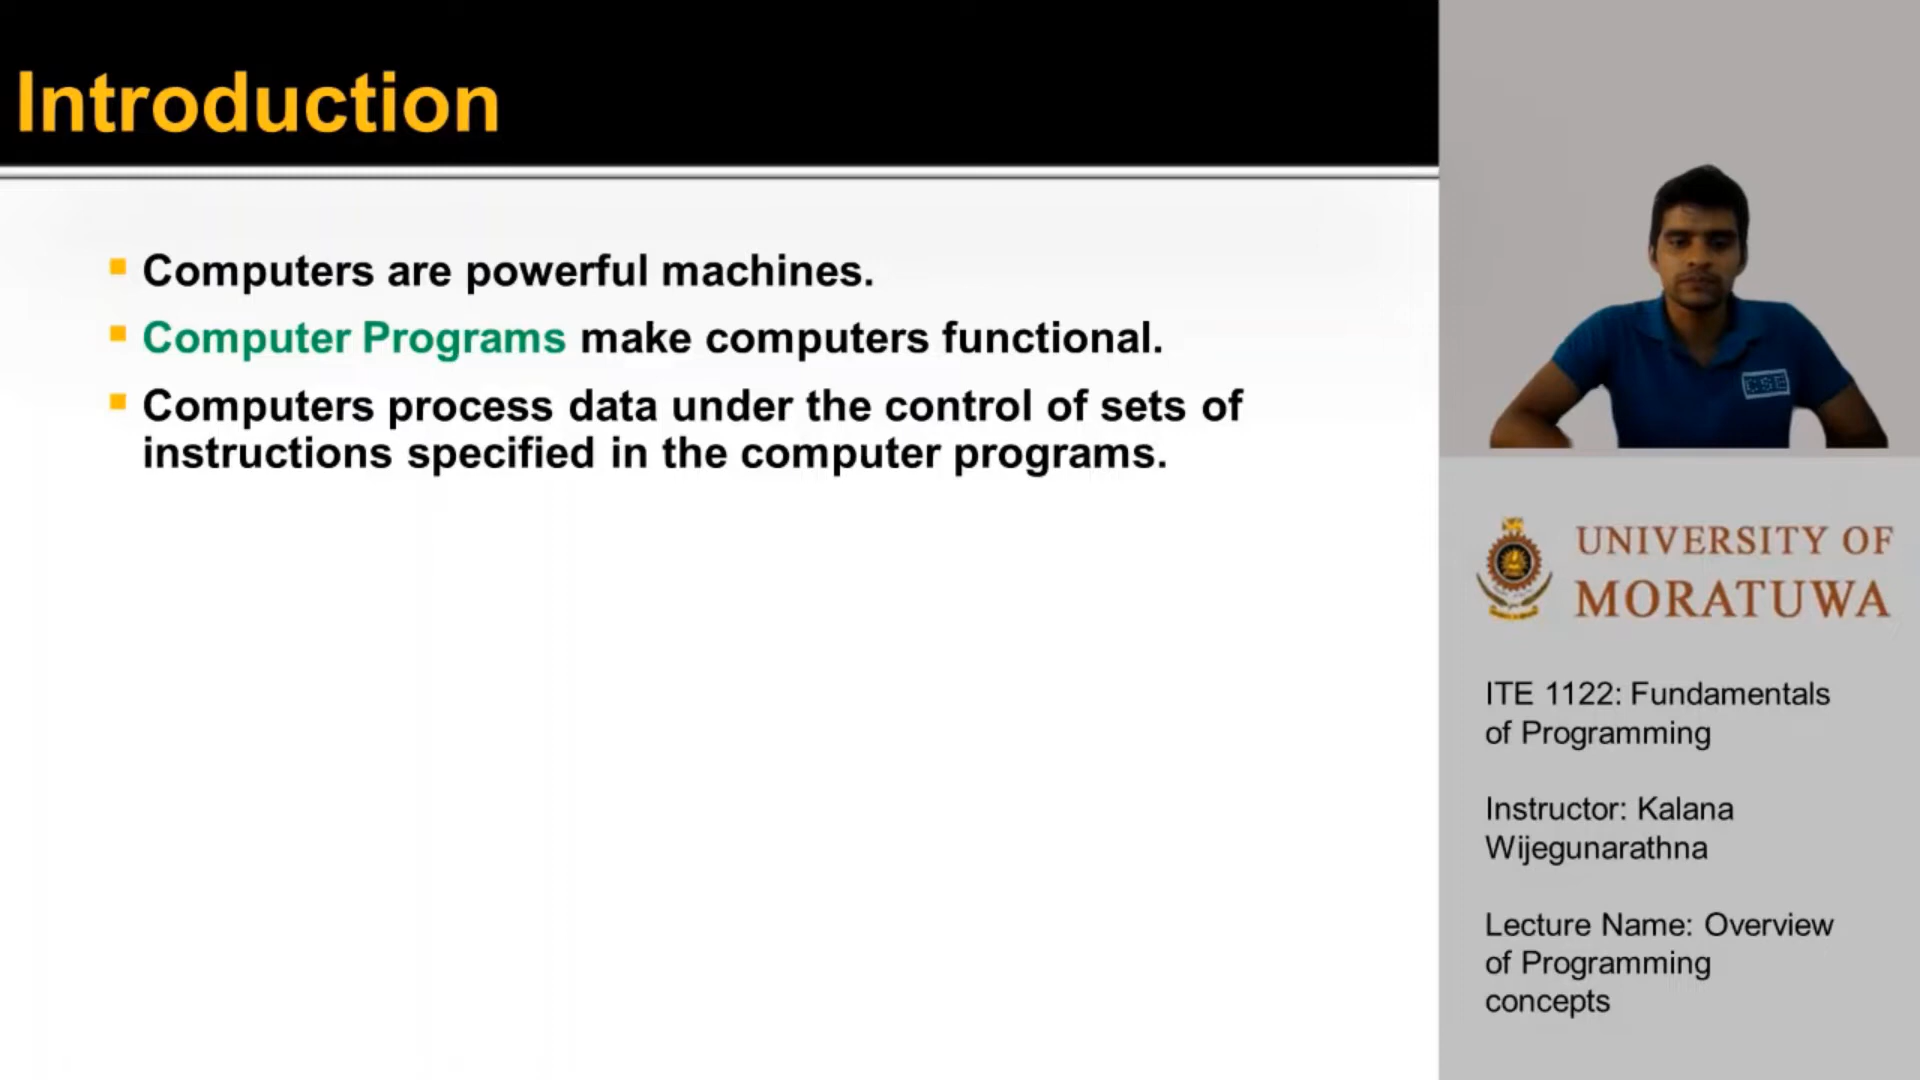 Introduction
Computers are powerful machines.
Computer Programs make computers functional.
Computers process data under the control of sets of
instructions specified in the computer programs.
CSE
UNIVERSITY OF
MORATUWA
ITE 1122: Fundamentals
of Programming
Instructor: Kalana
Wijegunarathna
Lecture Name: Overview
of Programming
concepts